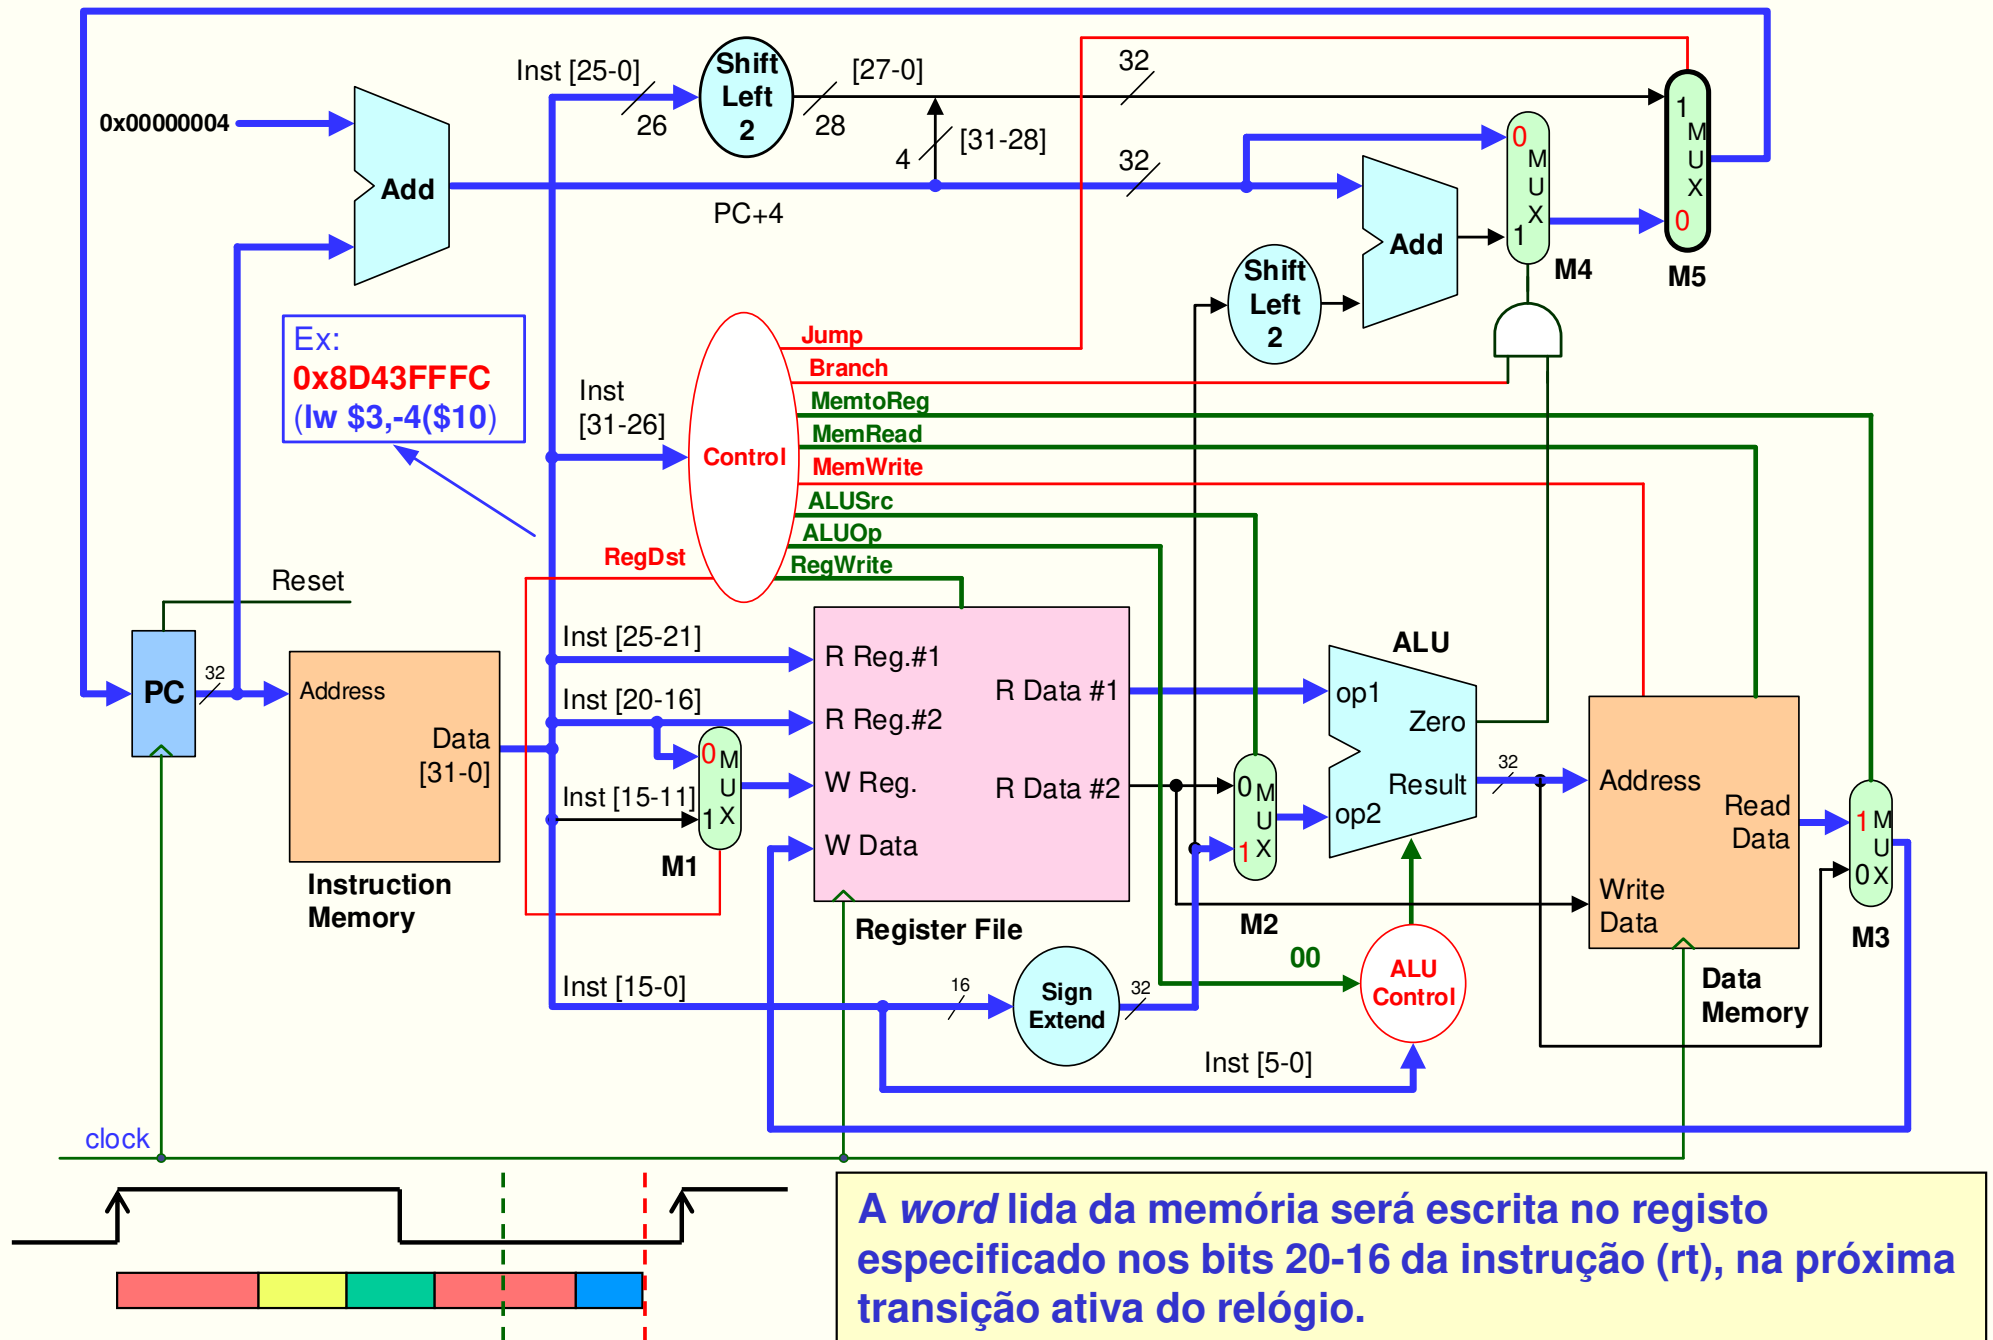 Inst [25-0]
26
Shift
Left
2
28
[27-0]
32
0x00000004
Add
4
[31-28]
32
PC+4
Shift
Left
2
Add
0
M
U
X
1
M4
1
M
U
X
0
M5
Ex:
0x8D43FFFC
(lw $3,-4($10)
Inst
[31-26]
Control
Jump
Branch
MemtoReg
MemRead
MemWrite
ALUSrc
ALUOp
RegWrite
RegDst
Reset
PC
32
Address
Data
[31-0]
Instruction
Memory
Inst [25-21]
Inst [20-16]
Inst [15-11]
0
M
U
X
1
M1
R Reg.#1
R Reg.#2
W Reg.
W Data
R Data #1
R Data #2
Register File
0
M
U
X
1
M2
ALU
op1
Zero
Result
op2
32
00
ALU
Control
Address
Read
Data
Write
Data
Data
Memory
1
M
U
X
0
M3
Inst [15-0]
16
Sign
Extend
32
Inst [5-0]
clock
A word lida da memória será escrita no registo
especificado nos bits 20-16 da instrução (rt), na próxima
transição ativa do relógio.